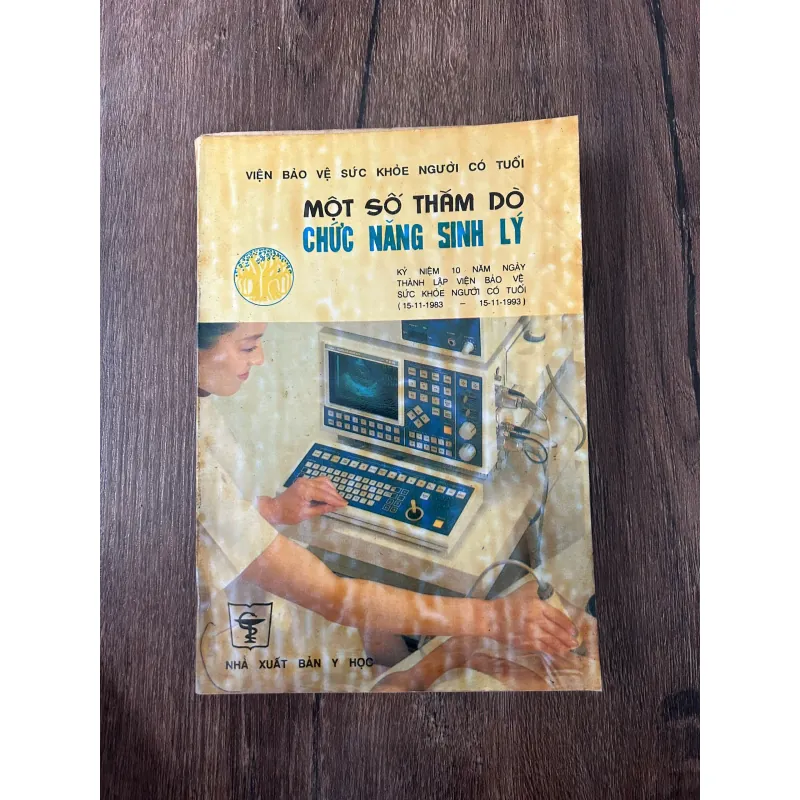 VIỆN BẢO VỆ SỨC KHỎE NGƯỜI CÓ TUỔI
MỘT SỐ THĂM DÒ
CHỨC NĂNG SINH LÝ
KỶ NIỆM 10 NĂM NGÀY
THÀNH LẬP VIỆN BẢO VỆ
SỨC KHỎE NGƯỜI CÓ TUỔI
(15-11-1983 – 15-11-1993)
NHÀ XUẤT BẢN Y HỌC